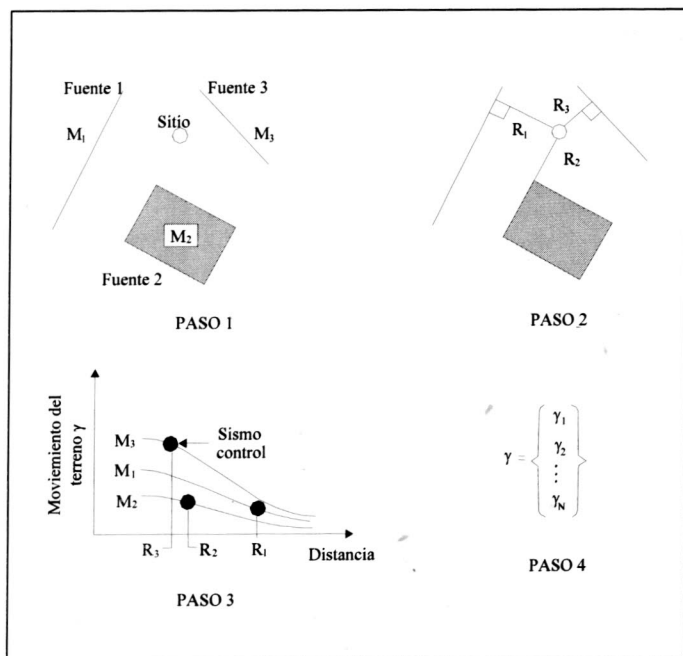 Fuente 1
Fuente 3
M₁
Sitio
M₃
M₂
Fuente 2
PASO 1
R₁
R₃
R₂
PASO 2
Moviemiento del
terreno γ
M₃
M₁
M₂
Sismo
control
R₃
R₂
R₁
Distancia
PASO 3
γ =
γ₁
γ₂
⋮
γN
PASO 4